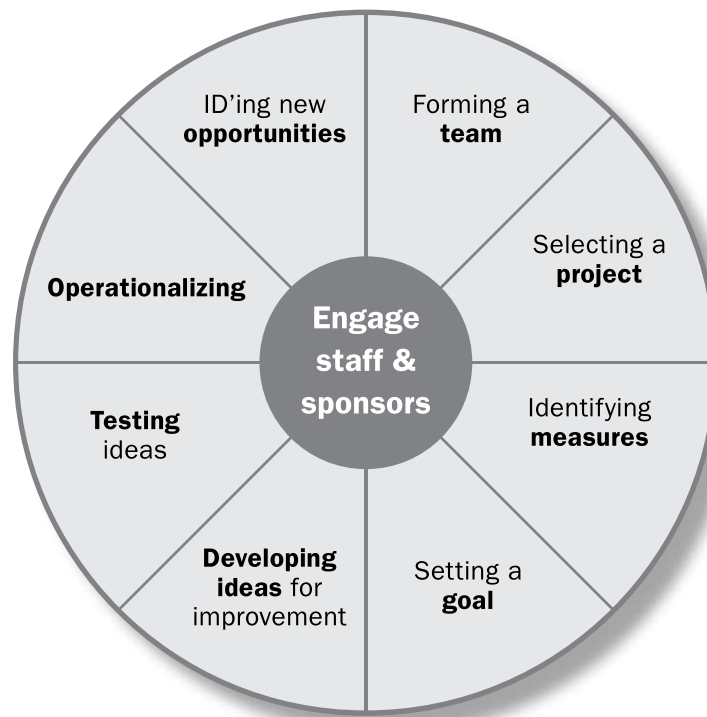 ID'ing new
opportunities
Forming a
team
Selecting a
project
Identifying
measures
Setting a
goal
Developing
ideas for
improvement
Testing
ideas
Operationalizing
Engage
staff &
sponsors